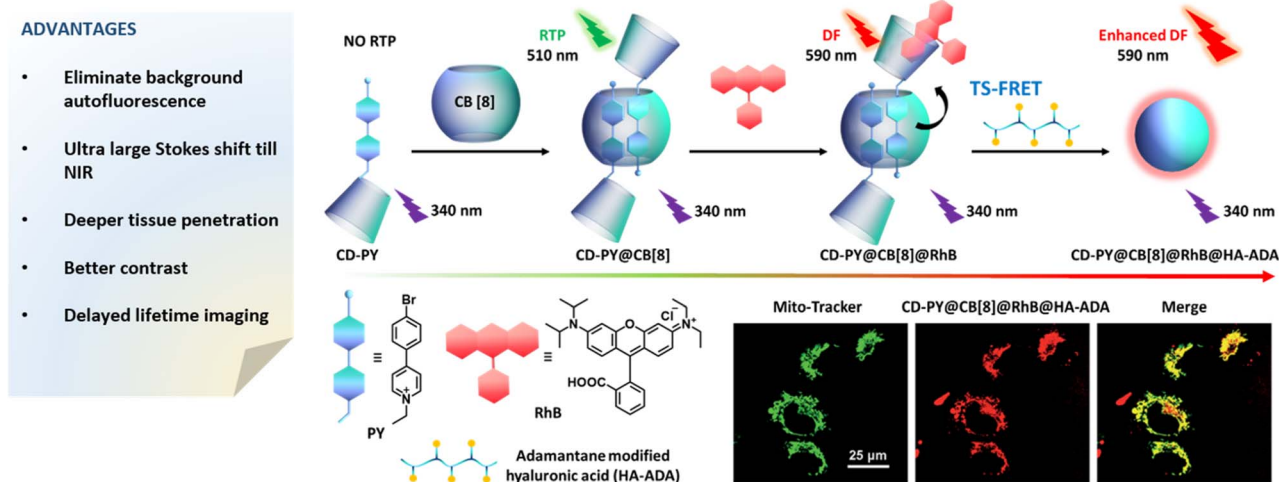 ADVANTAGES
• Eliminate background
autofluorescence
• Ultra large Stokes shift till
NIR
• Deeper tissue penetration
• Better contrast
• Delayed lifetime imaging
NO RTP
CB [8]
RTP
510 nm
DF
590 nm
TS-FRET
Enhanced DF
590 nm
340 nm
340 nm
340 nm
340 nm
CD-PY
CD-PY@CB[8]
CD-PY@CB[8]@RhB
CD-PY@CB[8]@RhB@HA-ADA
Br
N+
PY
≡
≡
N
O
Cl-
N+
HOOC
RhB
Adamantane modified
hyaluronic acid (HA-ADA)
Mito-Tracker
CD-PY@CB[8]@RhB@HA-ADA
Merge
25 µm